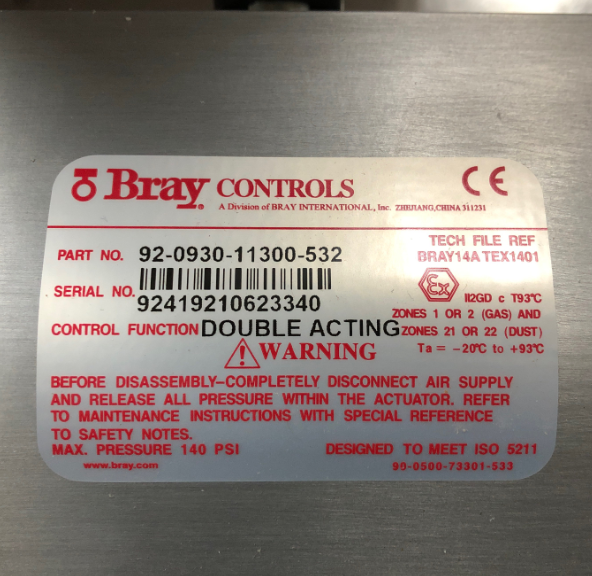 Bray CONTROLS
A Division of BRAY INTERNATIONAL, Inc. ZHEJIANG, CHINA 311231
CE
PART NO. 92-0930-11300-532
SERIAL NO. 92419210623340
CONTROL FUNCTION DOUBLE ACTING
TECH FILE REF
BRAY14ATEX1401
Ex
II2GD c T93°C
ZONES 1 OR 2 (GAS) AND
ZONES 21 OR 22 (DUST)
Ta = -20°C to +93°C
WARNING
BEFORE DISASSEMBLY-COMPLETELY DISCONNECT AIR SUPPLY
AND RELEASE ALL PRESSURE WITHIN THE ACTUATOR. REFER
TO MAINTENANCE INSTRUCTIONS WITH SPECIAL REFERENCE
TO SAFETY NOTES.
MAX. PRESSURE 140 PSI
DESIGNED TO MEET ISO 5211
www.bray.com
99-0500-73301-533